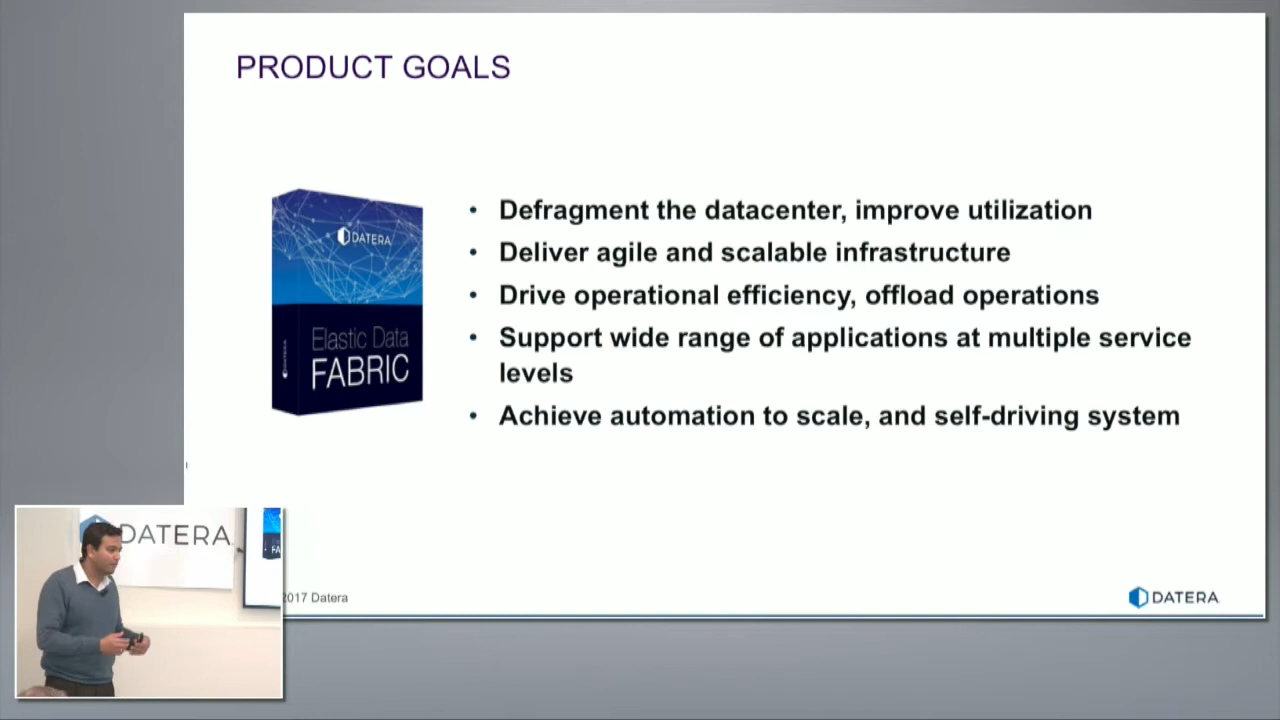 PRODUCT GOALS
DATERA
Elastic Data
FABRIC
DATERA
• Defragment the datacenter, improve utilization
• Deliver agile and scalable infrastructure
• Drive operational efficiency, offload operations
• Support wide range of applications at multiple service
levels
• Achieve automation to scale, and self-driving system
DATERA
FA
2017 Datera
DATERA